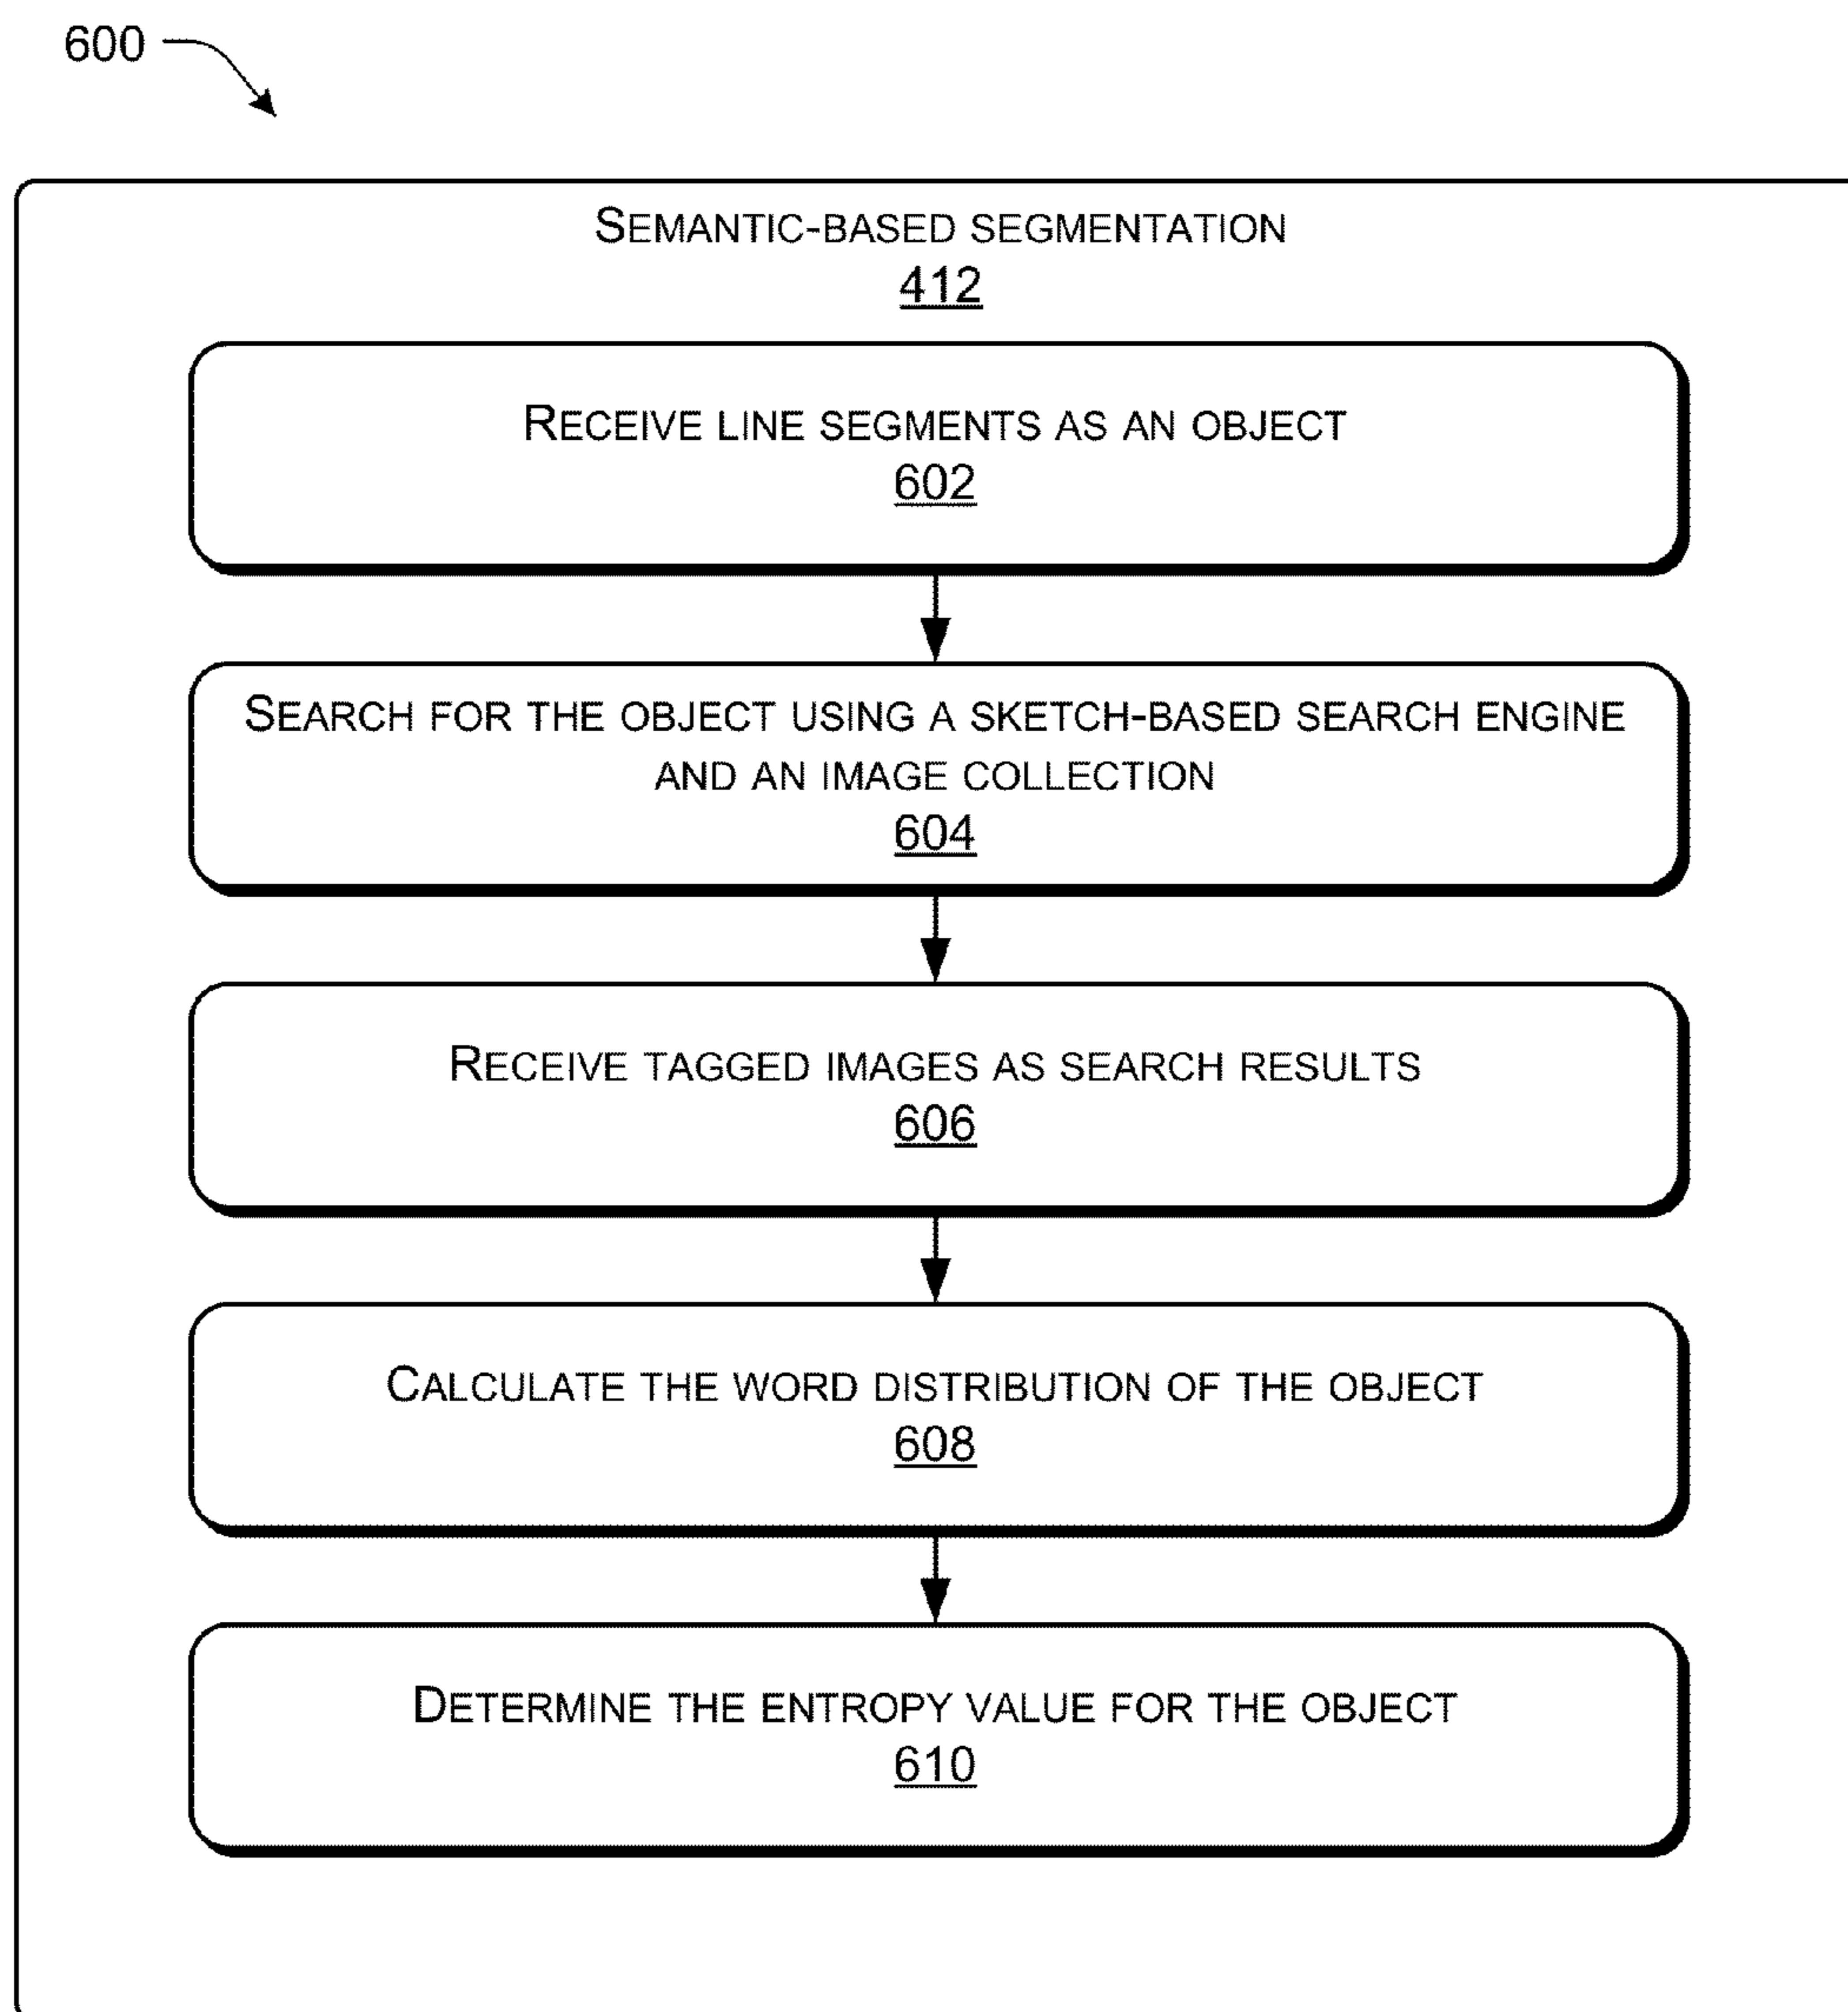 600
SEMANTIC-BASED SEGMENTATION
412
RECEIVE LINE SEGMENTS AS AN OBJECT
602
SEARCH FOR THE OBJECT USING A SKETCH-BASED SEARCH ENGINE
AND AN IMAGE COLLECTION
604
RECEIVE TAGGED IMAGES AS SEARCH RESULTS
606
CALCULATE THE WORD DISTRIBUTION OF THE OBJECT
608
DETERMINE THE ENTROPY VALUE FOR THE OBJECT
610